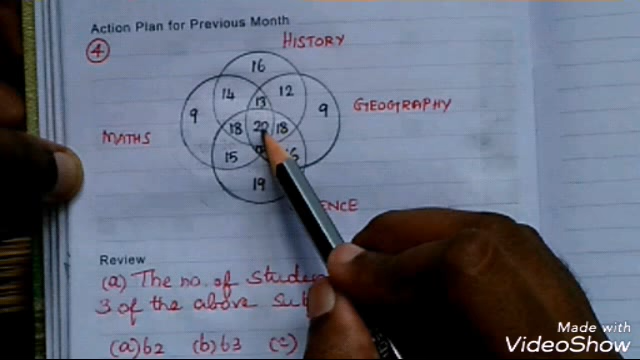 Action Plan for Previous Month
4
HISTORY
16
14 12
13
9 9
GEOGRAPHY
18 20 18
MATHS
15
19
ENCE
Review
(a) The no. of Stude
3 of the above Sub
(a) 62 (b) 63 (c)
Made with
VideoShow